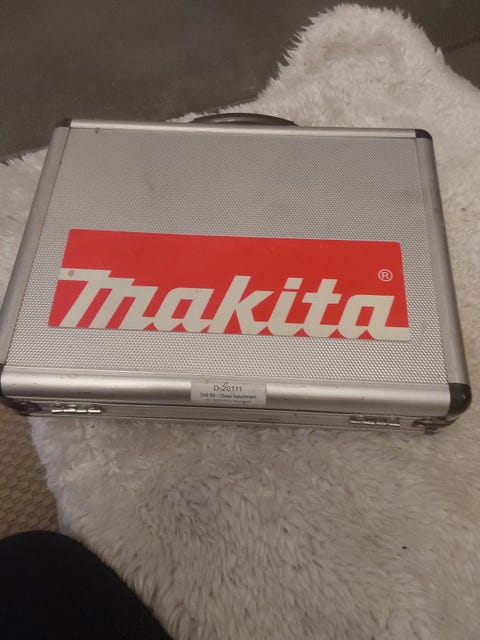 makita®
D-20111
Drill Bit - Chisel Assortment